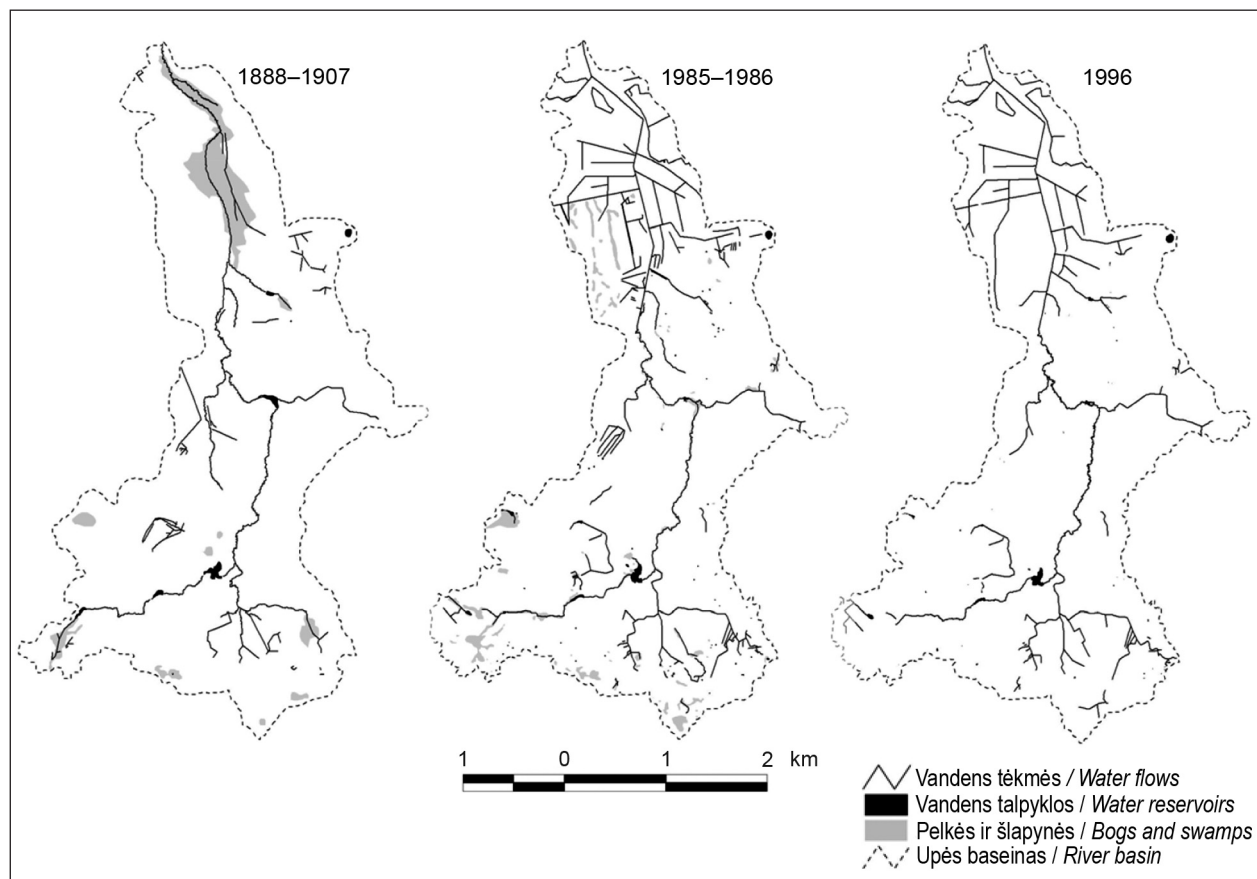 1888–1907
1985–1986
1996
1 0 1 2 km
Vandens tėkmės / Water flows
Vandens talpyklos / Water reservoirs
Pelkės ir šlapynės / Bogs and swamps
Upės baseinas / River basin